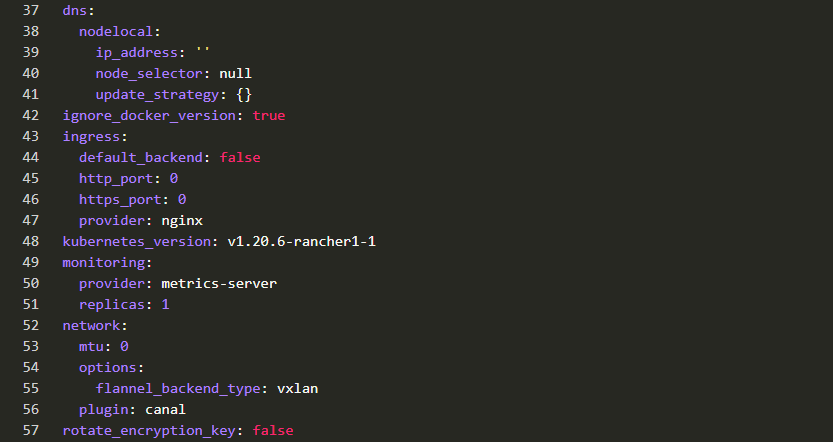 37 dns:
38   nodelocal:
39     ip_address: ''
40     node_selector: null
41     update_strategy: {}
42 ignore_docker_version: true
43 ingress:
44   default_backend: false
45   http_port: 0
46   https_port: 0
47   provider: nginx
48 kubernetes_version: v1.20.6-rancher1-1
49 monitoring:
50   provider: metrics-server
51   replicas: 1
52 network:
53   mtu: 0
54   options:
55     flannel_backend_type: vxlan
56   plugin: canal
57 rotate_encryption_key: false